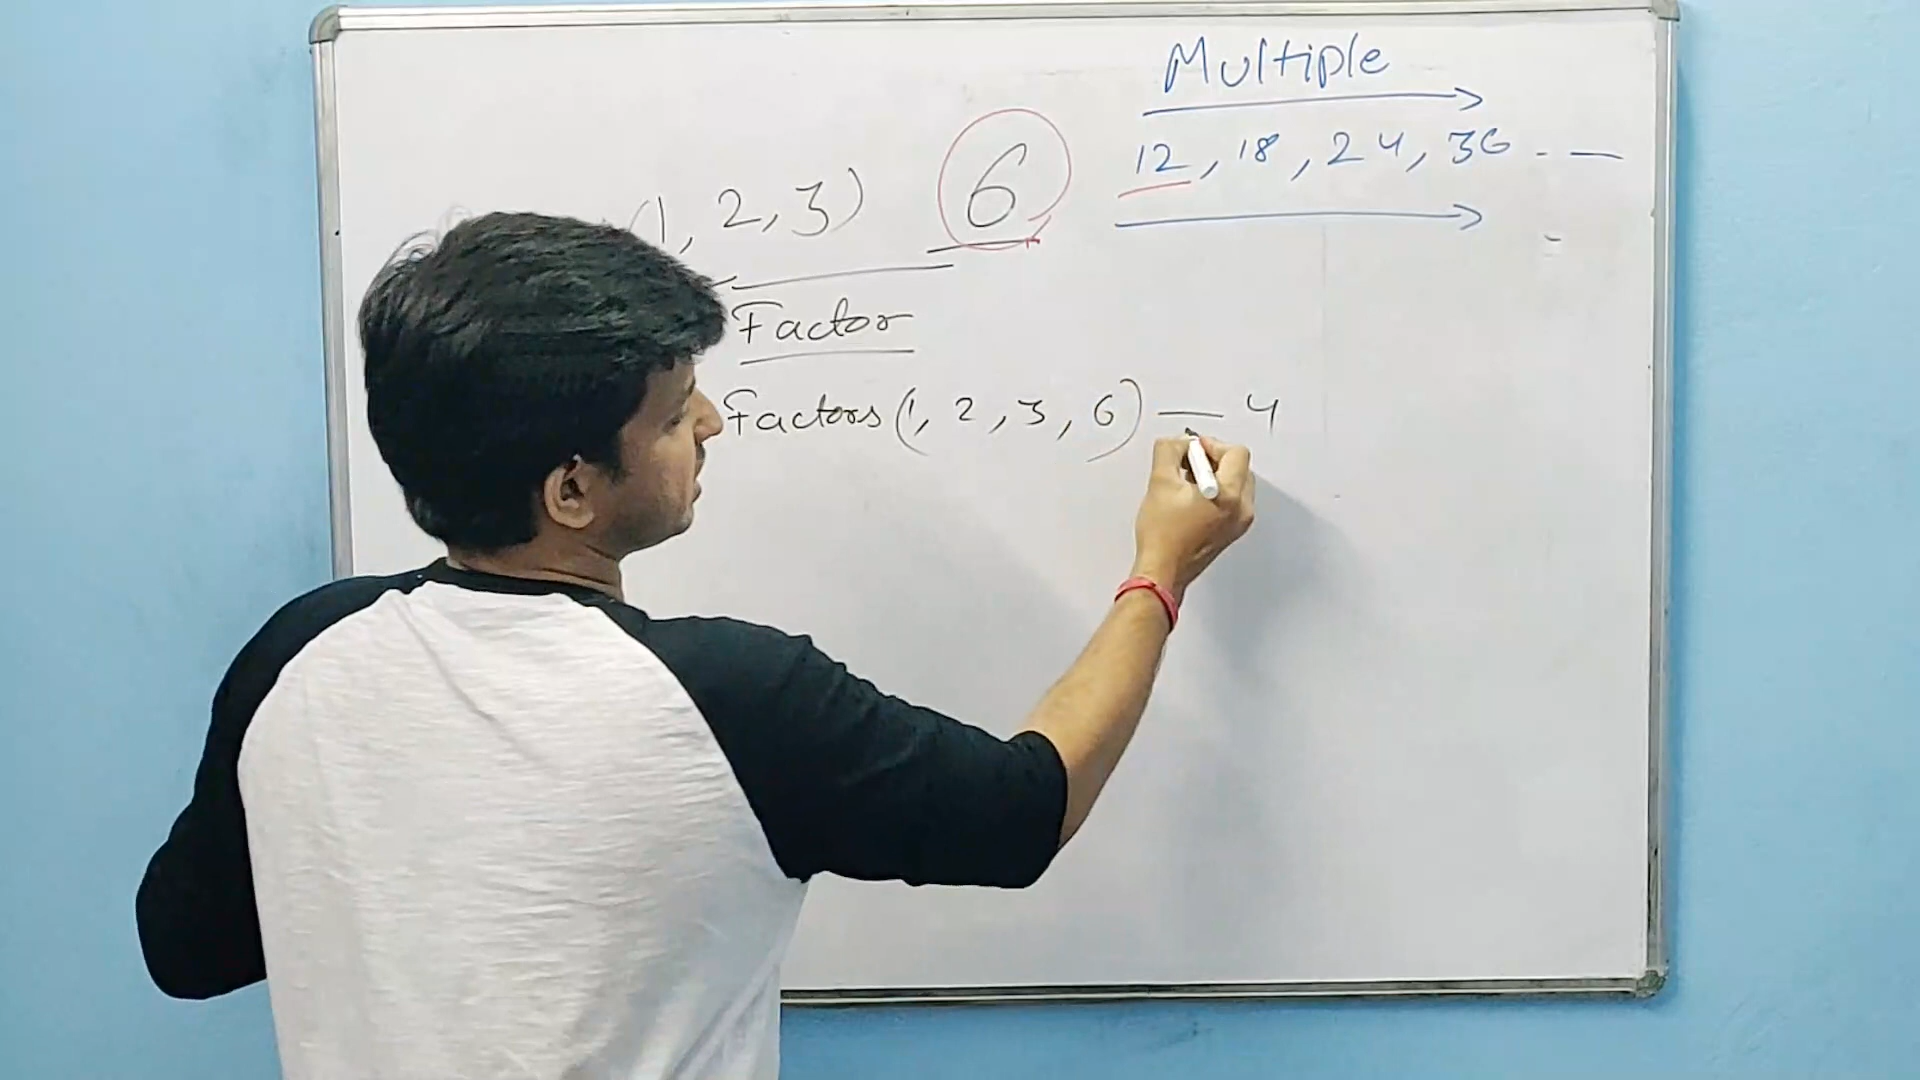 Multiple
12, 18, 24, 36 - —
(1, 2, 3) 6
Factor
Factors (1, 2, 3, 6) — 4